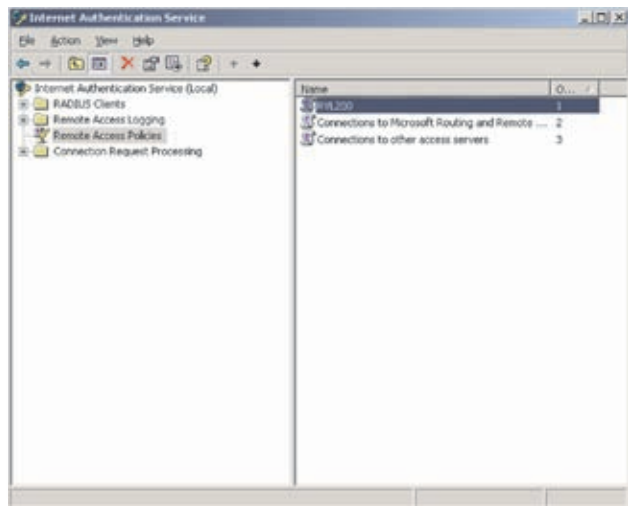 Internet Authentication Service
File Action View Help
Internet Authentication Service (Local)
RADIUS Clients
Remote Access Logging
Remote Access Policies
Connection Request Processing
Name O...
RVL200 1
Connections to Microsoft Routing and Remote ... 2
Connections to other access servers 3